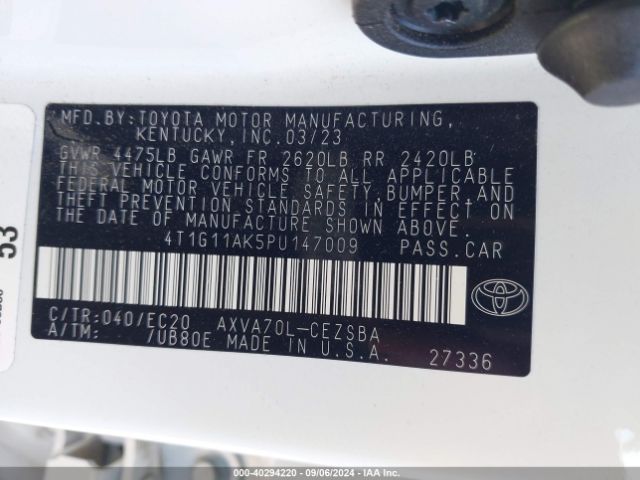 MFD.BY:TOYOTA MOTOR MANUFACTURING,
KENTUCKY,INC.03/23
GVWR 4475LB GAWR FR 2620LB RR 2420LB
THIS VEHICLE CONFORMS TO ALL APPLICABLE
FEDERAL MOTOR VEHICLE SAFETY, BUMPER,AND
THEFT PREVENTION STANDARDS IN EFFECT ON
THE DATE OF MANUFACTURE SHOWN ABOVE.
4T1G11AK5PU147009 PASS.CAR
C/TR:040/EC20 AXVA70L-CEZSBA
A/TM: /UB80E MADE IN U.S.A.
27336
53
000-40294220 - 09/06/2024 - IAA Inc.